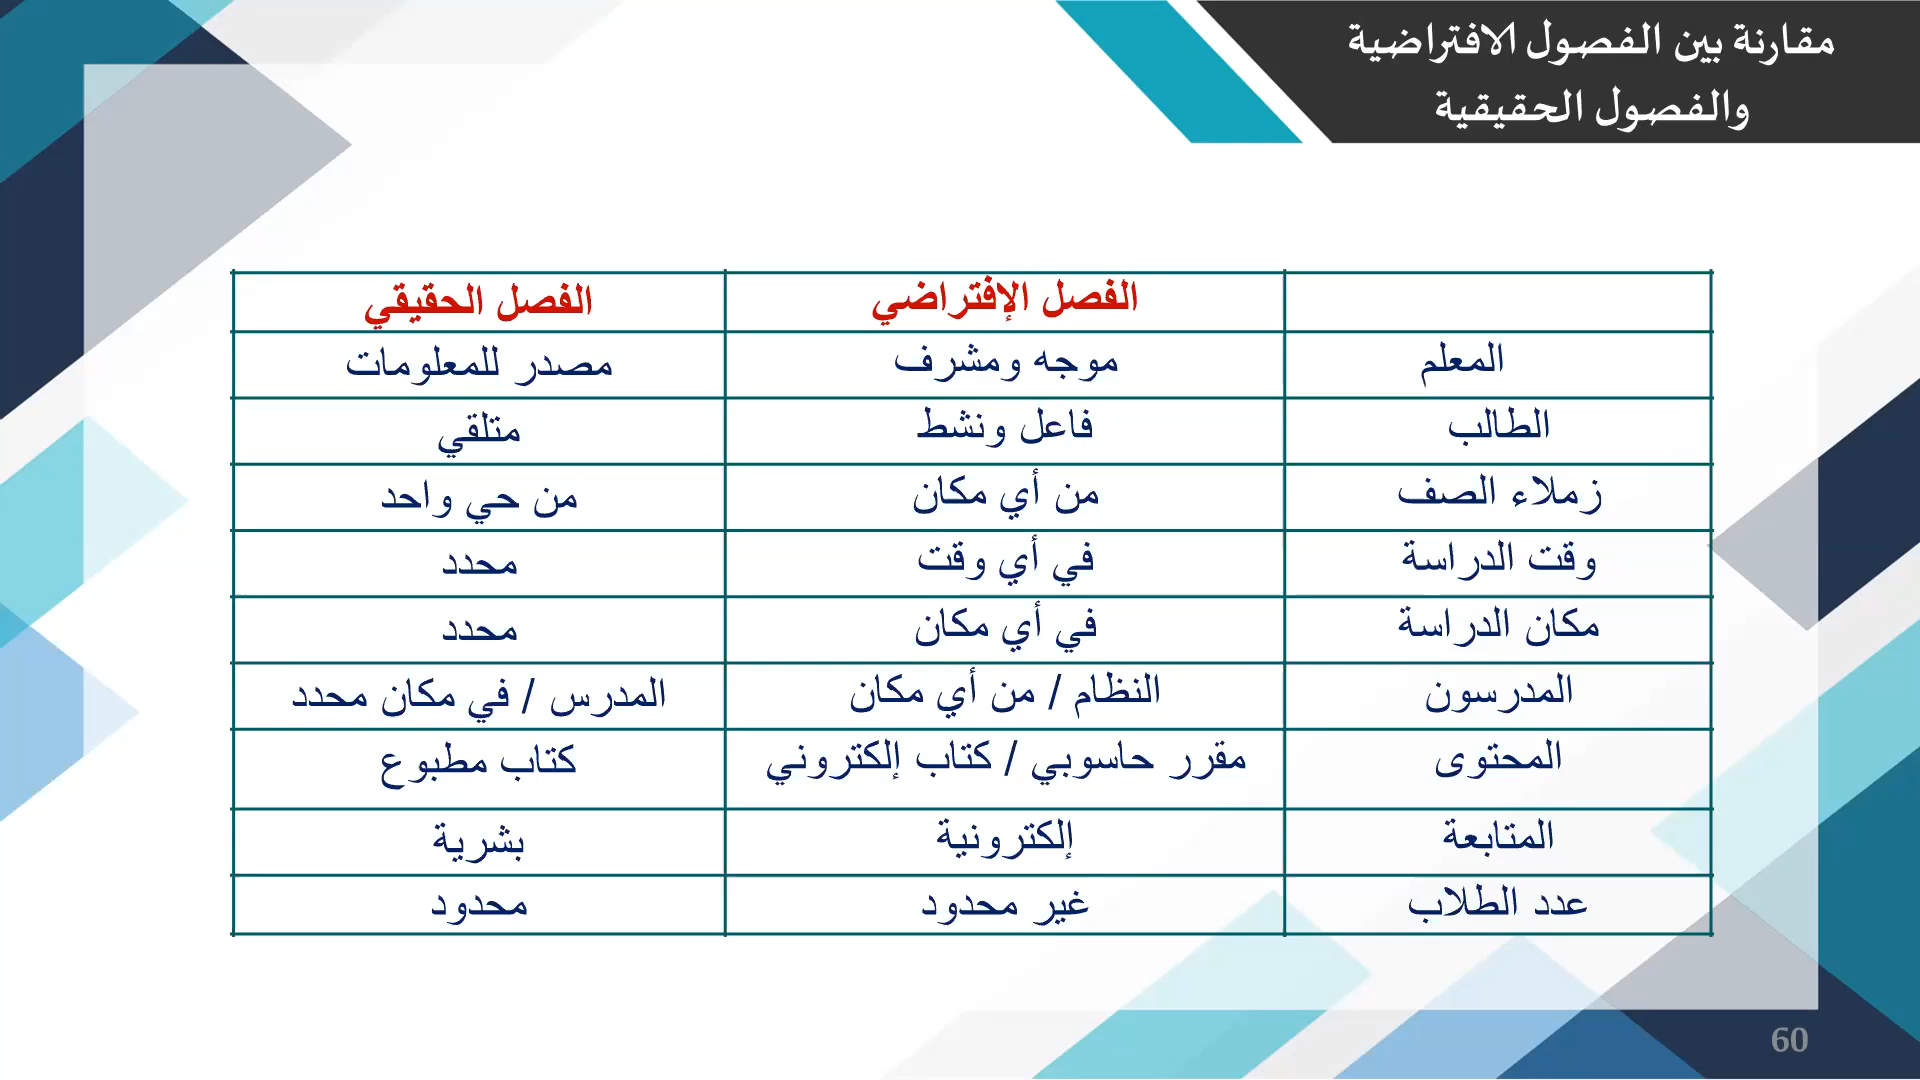 مقارنة بين الفصول الافتراضية
والفصول الحقيقية
الفصل الإفتراضي الفصل الحقيقي
المعلم موجه ومشرف مصدر للمعلومات
الطالب فاعل ونشط متلقي
زملاء الصف من أي مكان من حي واحد
وقت الدراسة في أي وقت محدد
مكان الدراسة في أي مكان محدد
المدرسون النظام / من أي مكان المدرس / في مكان محدد
المحتوى مقرر حاسوبي / كتاب إلكتروني كتاب مطبوع
المتابعة إلكترونية بشرية
عدد الطلاب غير محدود محدود
60